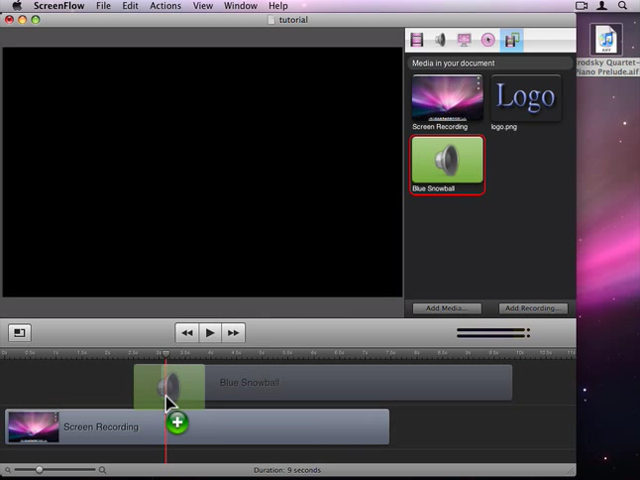 ScreenFlow File Edit Actions View Window Help
tutorial
Media in your document
Screen Recording
Logo
logo.png
Blue Snowball
Add Media...
Add Recording...
Blue Snowball
Screen Recording
Duration: 9 seconds
rodsky Quartet-
Piano Prelude.aif